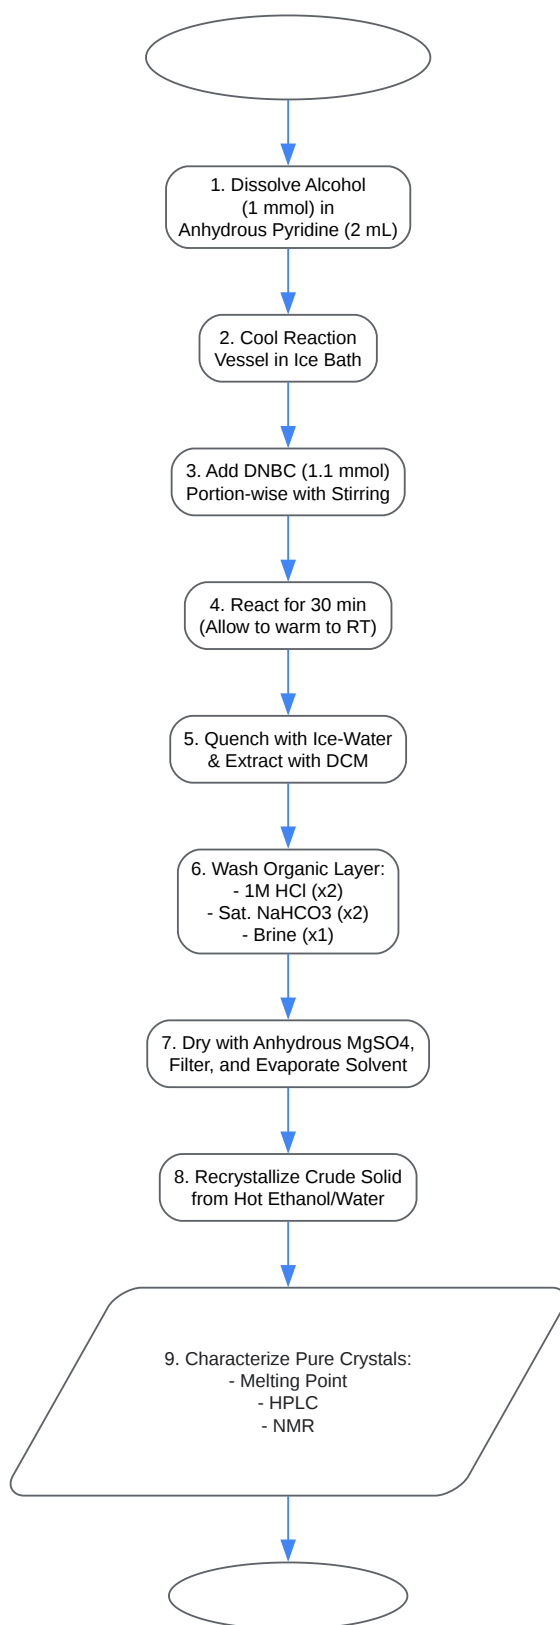 1. Dissolve Alcohol
(1 mmol) in
Anhydrous Pyridine (2 mL)
2. Cool Reaction
Vessel in Ice Bath
3. Add DNBC (1.1 mmol)
Portion-wise with Stirring
4. React for 30 min
(Allow to warm to RT)
5. Quench with Ice-Water
& Extract with DCM
6. Wash Organic Layer:
- 1M HCl (x2)
- Sat. NaHCO3 (x2)
- Brine (x1)
7. Dry with Anhydrous MgSO4,
Filter, and Evaporate Solvent
8. Recrystallize Crude Solid
from Hot Ethanol/Water
9. Characterize Pure Crystals:
- Melting Point
- HPLC
- NMR